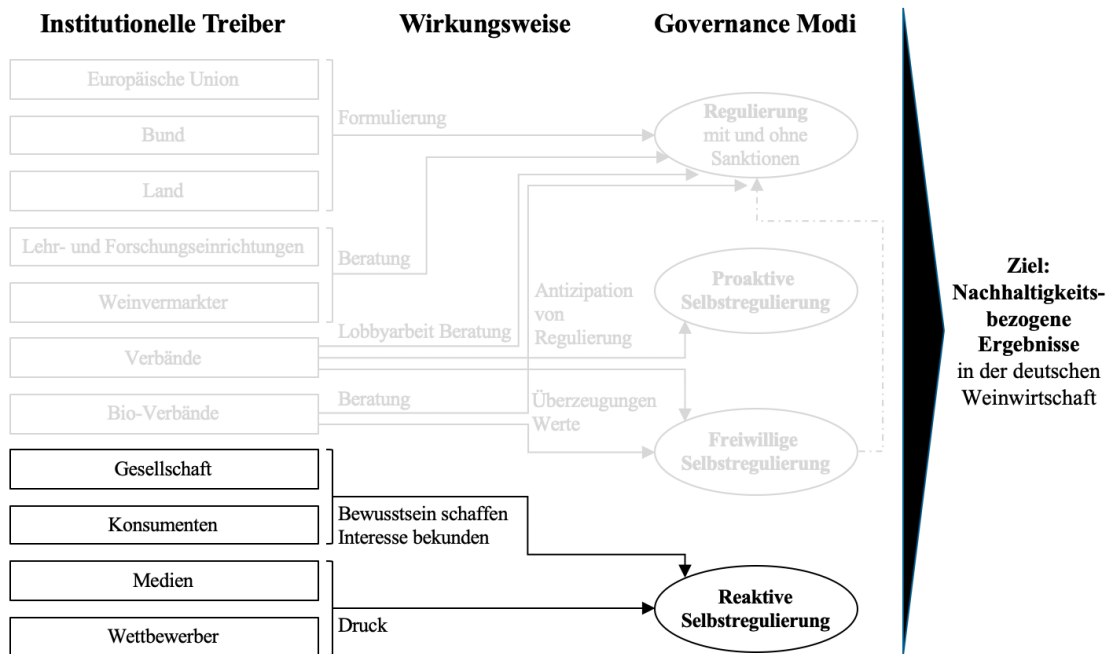 Institutionelle Treiber
Wirkungsweise
Governance Modi
Europäische Union
Bund
Land
Lehr- und Forschungseinrichtungen
Weinvermarkter
Verbände
Bio-Verbände
Gesellschaft
Konsumenten
Medien
Wettbewerber
Formulierung
Beratung
Lobbyarbeit Beratung
Antizipation
von
Regulierung
Beratung
Überzeugungen
Werte
Bewusstsein schaffen
Interesse bekunden
Druck
Regulierung
mit und ohne
Sanktionen
Proaktive
Selbstregulierung
Freiwillige
Selbstregulierung
Reaktive
Selbstregulierung
Ziel:
Nachhaltigkeits-
bezogene
Ergebnisse
in der deutschen
Weinwirtschaft